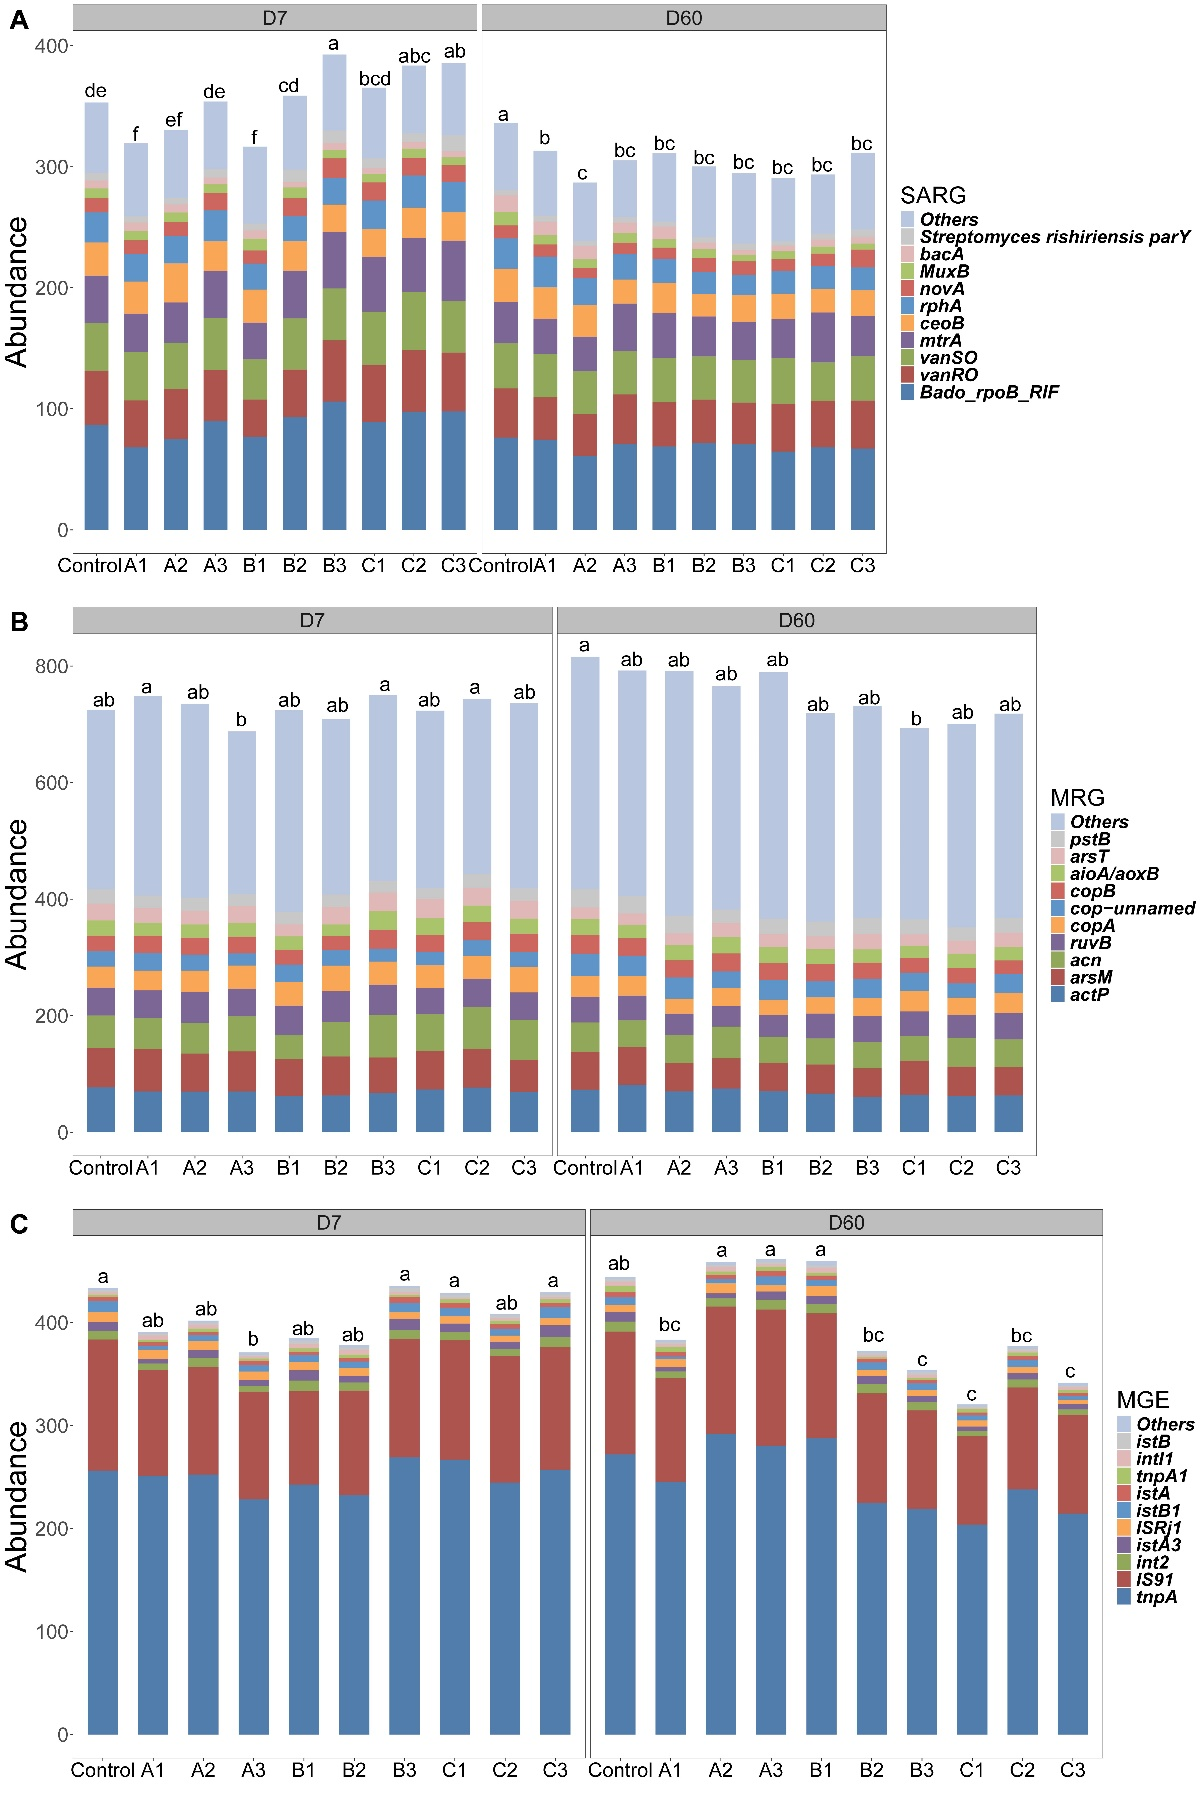 A
D7
D60
400
300
200
100
0
Abundance
de
f
ef
de
f
cd
a
bcd
abc
ab
a
b
c
bc
bc
bc
bc
bc
bc
bc
Control A1 A2 A3 B1 B2 B3 C1 C2 C3 Control A1 A2 A3 B1 B2 B3 C1 C2 C3
SARG
Others
Streptomyces rishiriensis parY
bacA
MuxB
novA
rphA
ceoB
mtrA
vanSO
vanRO
Bado_rpoB_RIF
B
D7
D60
800
600
400
200
0
Abundance
ab
a
ab
b
ab
ab
a
ab
a
ab
a
ab
ab
ab
ab
ab
ab
b
ab
ab
Control A1 A2 A3 B1 B2 B3 C1 C2 C3 Control A1 A2 A3 B1 B2 B3 C1 C2 C3
MRG
Others
pstB
arsT
aioA/aoxB
copB
cop−unnamed
copA
ruvB
acn
arsM
actP
C
D7
D60
400
300
200
100
0
Abundance
a
ab
ab
b
ab
ab
a
a
ab
a
ab
bc
a
a
a
bc
c
c
bc
c
Control A1 A2 A3 B1 B2 B3 C1 C2 C3 Control A1 A2 A3 B1 B2 B3 C1 C2 C3
MGE
Others
istB
intI1
tnpA1
istA
istB1
ISRj1
istA3
int2
IS91
tnpA